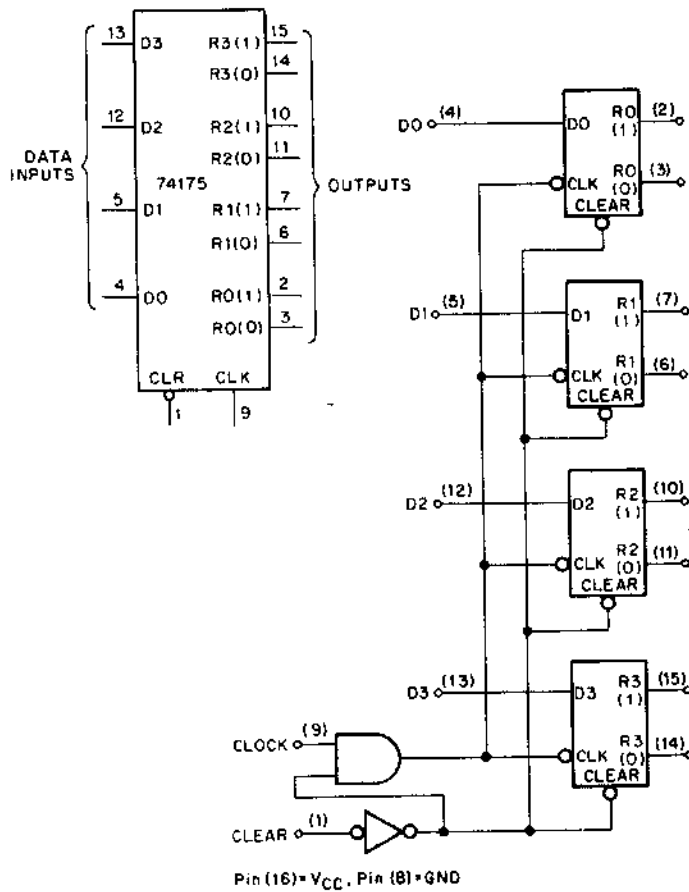 13 D3
12 D2
5 D1
4 D0
DATA
INPUTS
74175
R3(1) 15
R3(0) 14
R2(1) 10
R2(0) 11
R1(1) 7
R1(0) 6
R0(1) 2
R0(0) 3
OUTPUTS
CLR CLK
1 9
D0 (4) D0 R0 (1) (2)
R0 (0) (3)
CLK
CLEAR
D1 (5) D1 R1 (1) (7)
R1 (0) (6)
CLK
CLEAR
D2 (12) D2 R2 (1) (10)
R2 (0) (11)
CLK
CLEAR
D3 (13) D3 R3 (1) (15)
R3 (0) (14)
CLK
CLEAR
CLOCK (9)
CLEAR (1)
Pin (16) = VCC, Pin (8) = GND